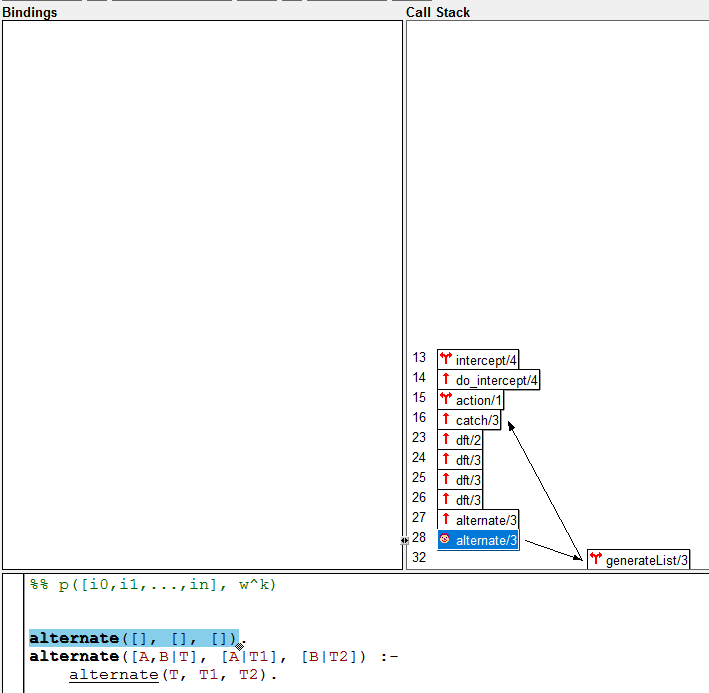 Bindings
Call Stack
13 intercept/4
14 do_intercept/4
15 action/1
16 catch/3
23 dft/2
24 dft/3
25 dft/3
26 dft/3
27 alternate/3
28 alternate/3
32 generateList/3
%% p([i0,i1,...,in], w^k)
alternate([], [], []).
alternate([A,B|T], [A|T1], [B|T2]) :-
    alternate(T, T1, T2).